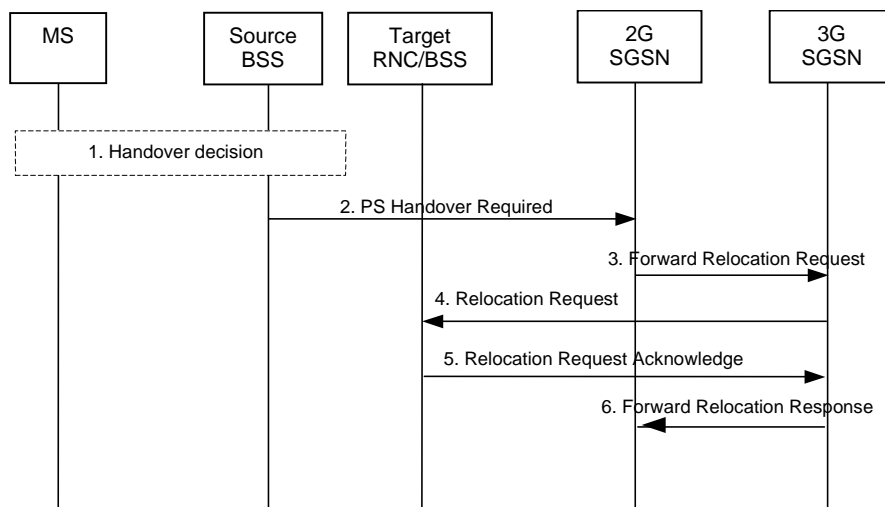 MS
Source
BSS
Target
RNC/BSS
2G
SGSN
3G
SGSN
1. Handover decision
2. PS Handover Required
3. Forward Relocation Request
4. Relocation Request
5. Relocation Request Acknowledge
6. Forward Relocation Response